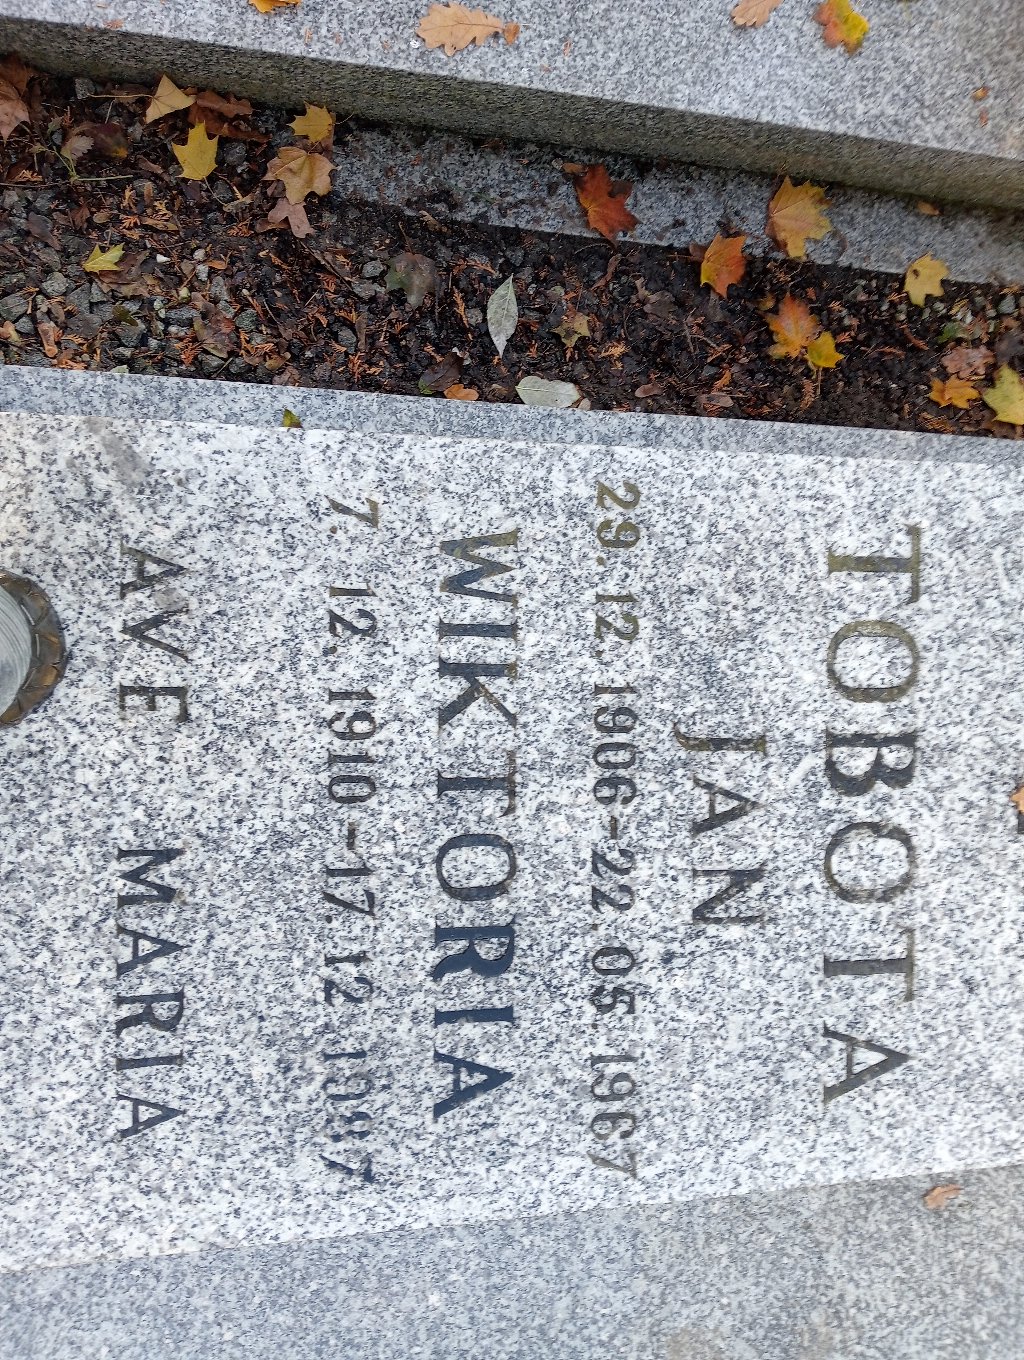 TOBOTA
JAN
29.12.1906-22.05.1967
WIKTORIA
7.12.1910-17.12.1987
AVE MARIA